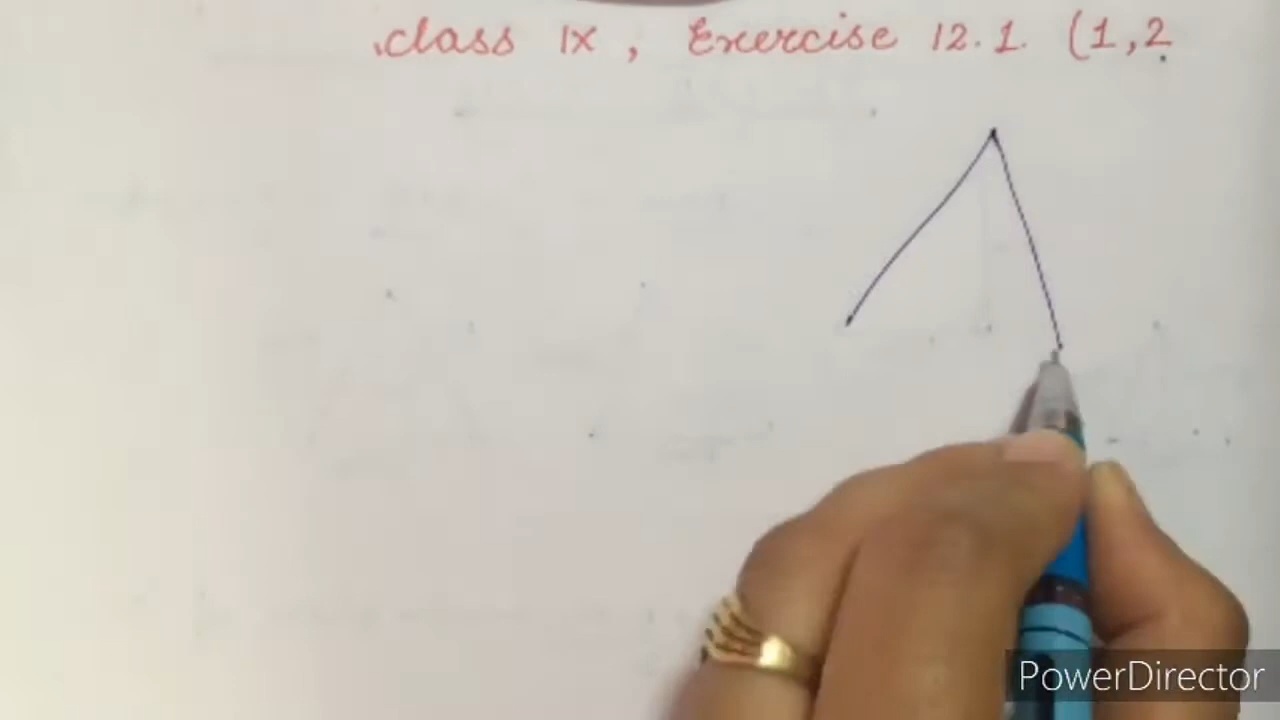 class IX, Exercise 12.1. (1,2
PowerDirector